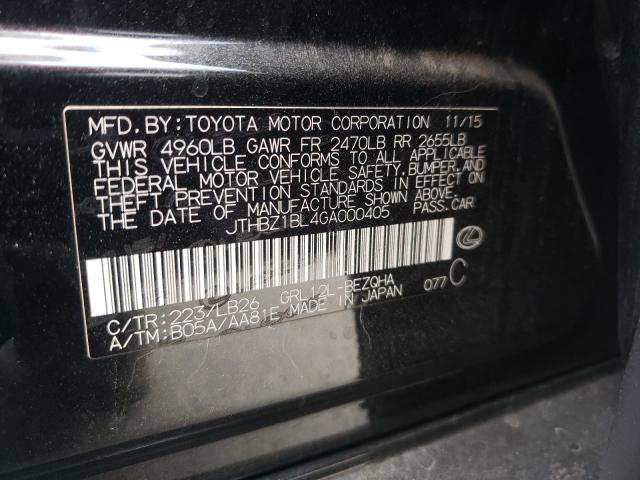 MFD.BY:TOYOTA MOTOR CORPORATION 11/15
GVWR 4960LB GAWR FR 2470LB RR 2655LB
THIS VEHICLE CONFORMS TO ALL APPLICABLE
FEDERAL MOTOR VEHICLE SAFETY,BUMPER,AND
THEFT PREVENTION STANDARDS IN EFFECT ON
THE DATE OF MANUFACTURE SHOWN ABOVE.
JTHBZ1BL4GA000405 PASS.CAR
C/TR:223/LB26 GRL12L-BEZQHA 077 C
A/TM:B05A/AA81E MADE IN JAPAN